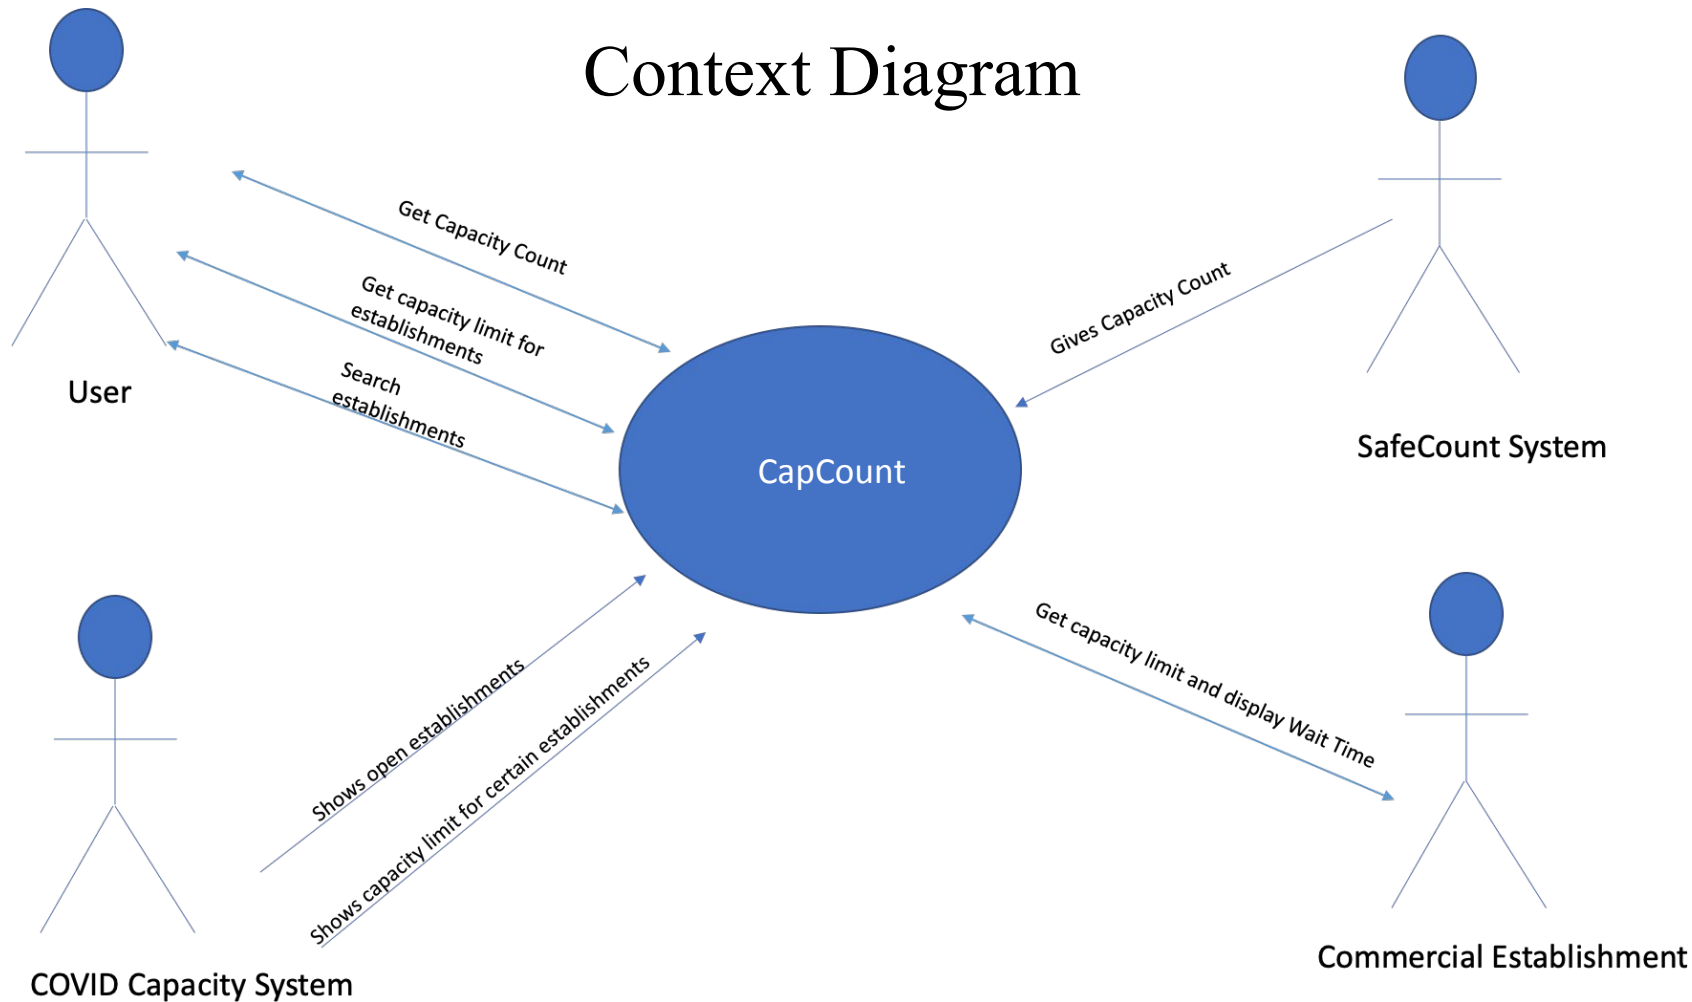 Context Diagram
Get Capacity Count
Get capacity limit for
establishments
Search
establishments
User
Gives Capacity Count
SafeCount System
CapCount
Shows open establishments
Shows capacity limit for certain establishments
COVID Capacity System
Get capacity limit and display Wait Time
Commercial Establishment